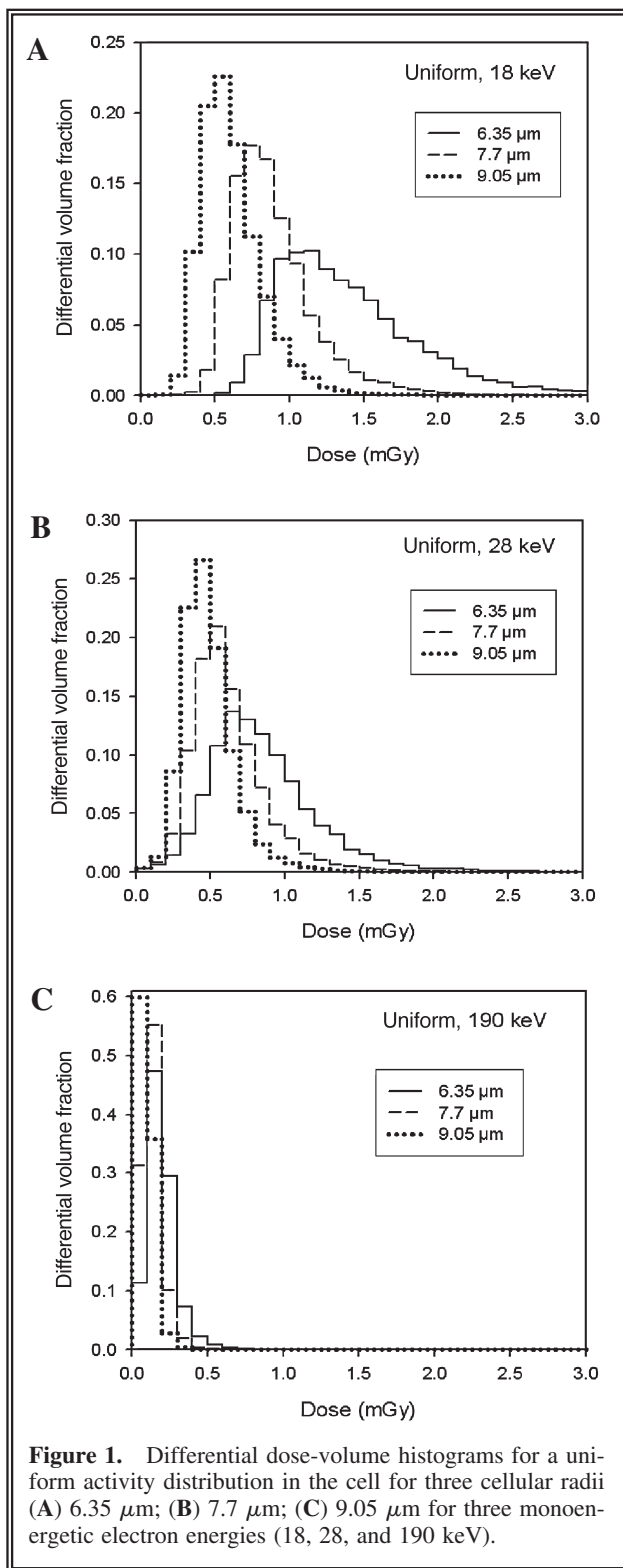 A
Uniform, 18 keV
6.35 µm
7.7 µm
9.05 µm
Differential volume fraction
0.25
0.20
0.15
0.10
0.05
0.00
0.0 0.5 1.0 1.5 2.0 2.5 3.0
Dose (mGy)
B
Uniform, 28 keV
6.35 µm
7.7 µm
9.05 µm
Differential volume fraction
0.30
0.25
0.20
0.15
0.10
0.05
0.00
0.0 0.5 1.0 1.5 2.0 2.5 3.0
Dose (mGy)
C
Uniform, 190 keV
6.35 µm
7.7 µm
9.05 µm
Differential volume fraction
0.6
0.5
0.4
0.3
0.2
0.1
0.0
0.0 0.5 1.0 1.5 2.0 2.5 3.0
Dose (mGy)
Figure 1. Differential dose-volume histograms for a uni-
form activity distribution in the cell for three cellular radii
(A) 6.35 µm; (B) 7.7 µm; (C) 9.05 µm for three monoen-
ergetic electron energies (18, 28, and 190 keV).